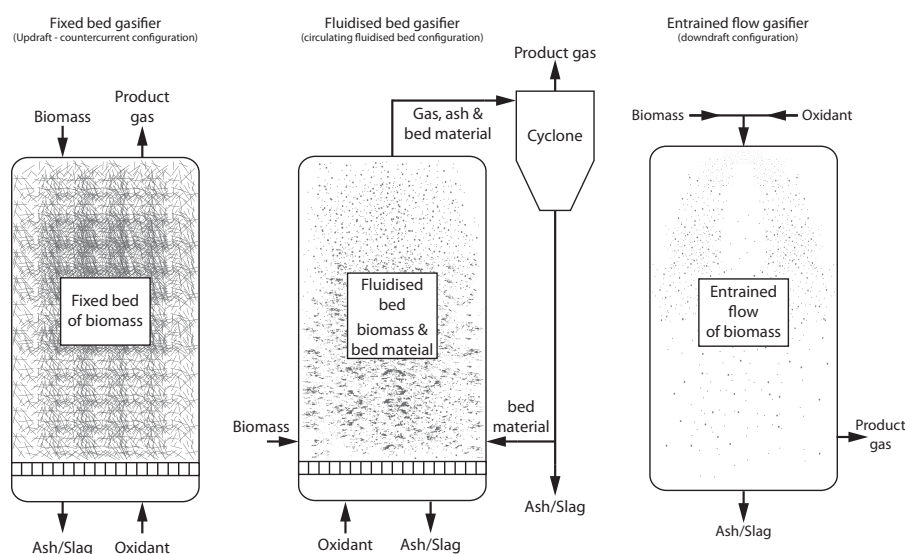 Fixed bed gasifier
(Updraft - countercurrent configuration)
Biomass
Product
gas
Fixed bed
of biomass
Ash/Slag
Oxidant
Fluidised bed gasifier
(circulating fluidised bed configuration)
Product gas
Gas, ash &
bed material
Cyclone
Fluidised
bed
biomass &
bed mateial
Biomass
bed
material
Oxidant
Ash/Slag
Ash/Slag
Entrained flow gasifier
(downdraft configuration)
Biomass
Oxidant
Entrained
flow
of biomass
Product
gas
Ash/Slag